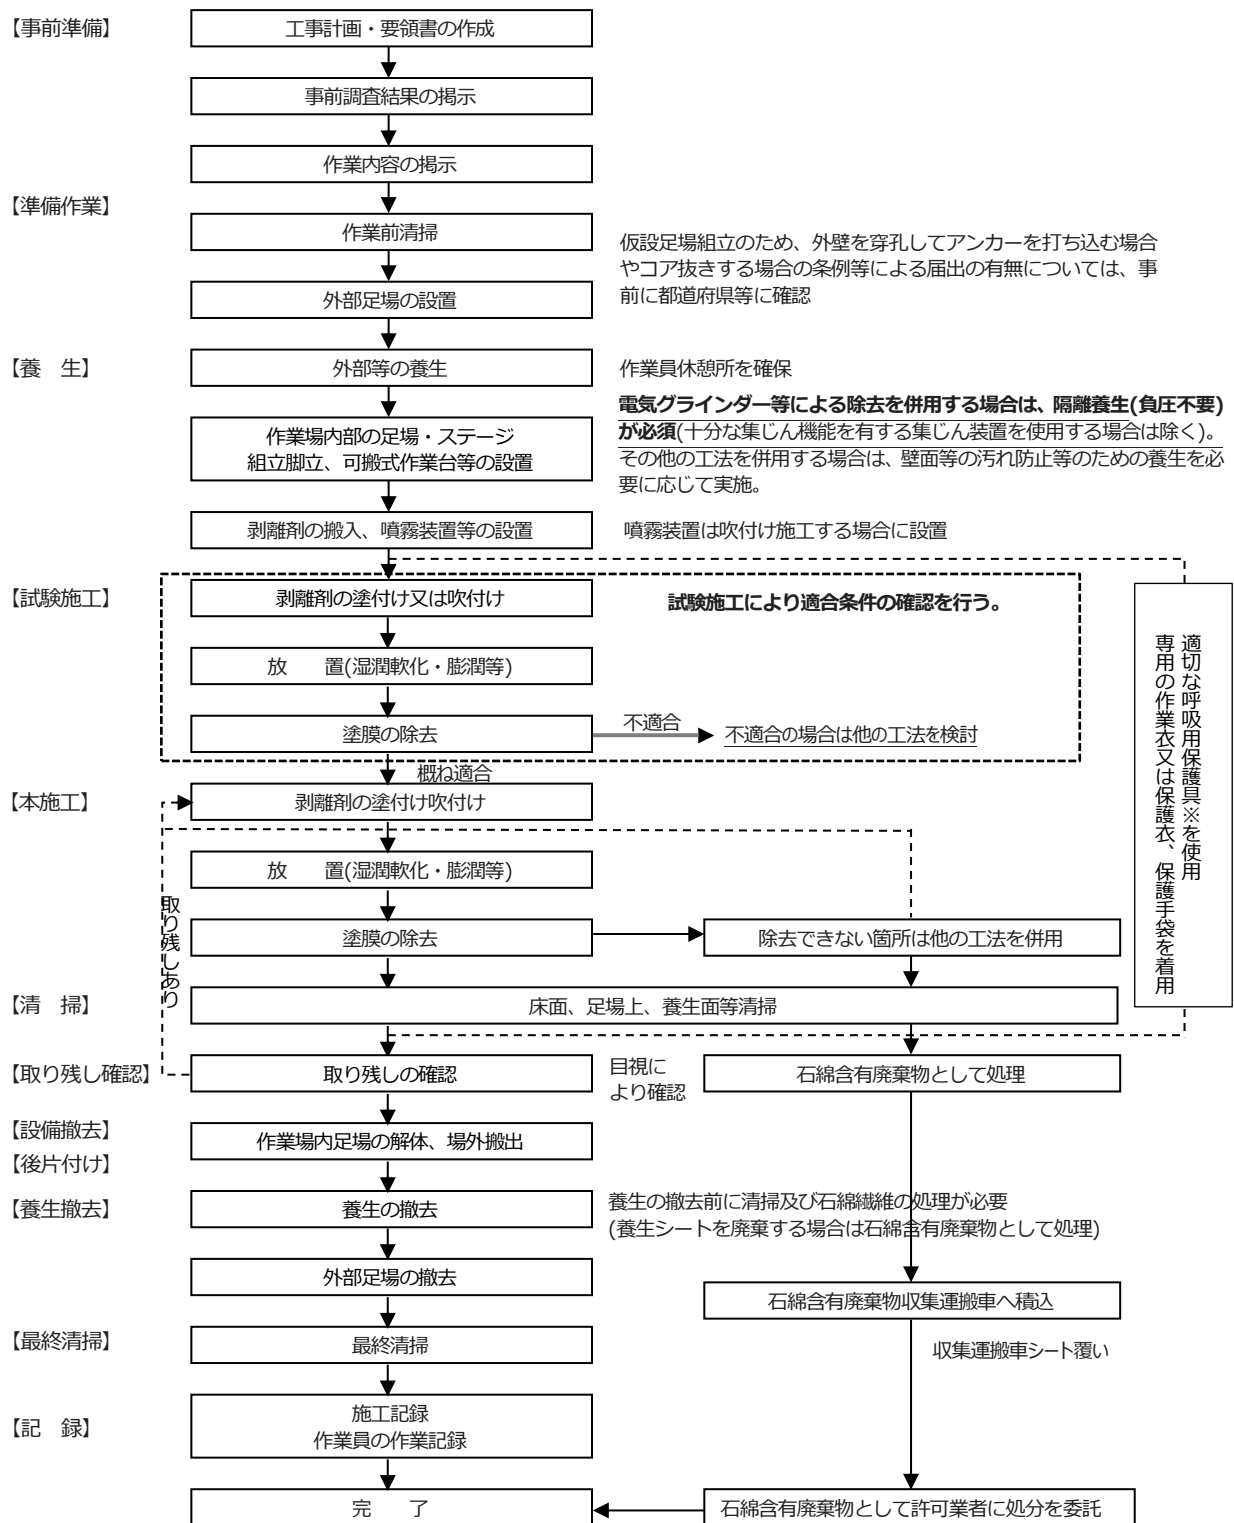 【事前準備】
工事計画・要領書の作成
事前調査結果の掲示
作業内容の掲示
【準備作業】
作業前清掃
仮設足場組立のため、外壁を穿孔してアンカーを打ち込む場合
やコア抜きする場合の条例等による届出の有無については、事
前に都道府県等に確認
外部足場の設置
【養　生】
外部等の養生
作業員休憩所を確保
電気グラインダー等による除去を併用する場合は、隔離養生(負圧不要)
が必須(十分な集じん機能を有する集じん装置を使用する場合は除く)。
その他の工法を併用する場合は、壁面等の汚れ防止等のための養生を必
要に応じて実施。
作業場内部の足場・ステージ
組立脚立、可搬式作業台等の設置
剥離剤の搬入、噴霧装置等の設置
噴霧装置は吹付け施工する場合に設置
【試験施工】
剥離剤の塗付け又は吹付け
試験施工により適合条件の確認を行う。
放　　置(湿潤軟化・膨潤等)
塗膜の除去
不適合
不適合の場合は他の工法を検討
概ね適合
適切な呼吸用保護具※を使用
専用の作業衣又は保護衣、保護手袋を着用
【本施工】
剥離剤の塗付け吹付け
放　　置(湿潤軟化・膨潤等)
取り残しあり
塗膜の除去
除去できない箇所は他の工法を併用
【清　掃】
床面、足場上、養生面等清掃
【取り残し確認】
取り残しの確認
目視に
より確認
石綿含有廃棄物として処理
【設備撤去】
【後片付け】
作業場内足場の解体、場外搬出
【養生撤去】
養生の撤去
養生の撤去前に清掃及び石綿繊維の処理が必要
(養生シートを廃棄する場合は石綿含有廃棄物として処理)
外部足場の撤去
石綿含有廃棄物収集運搬車へ積込
【最終清掃】
最終清掃
収集運搬車シート覆い
【記　録】
施工記録
作業員の作業記録
完　　了
石綿含有廃棄物として許可業者に処分を委託